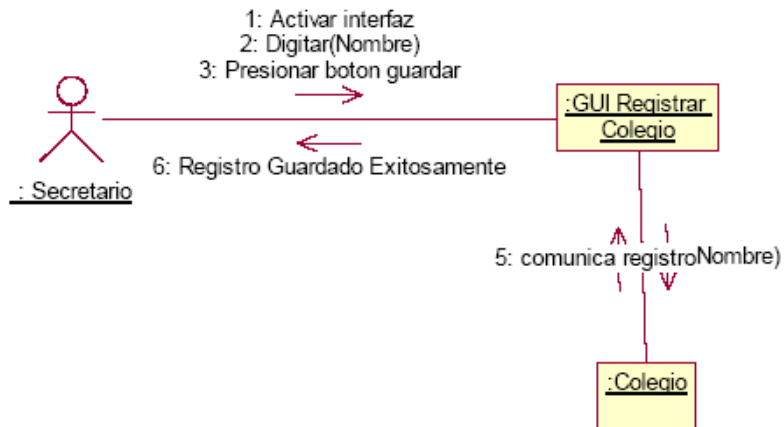 1: Activar interfaz
2: Digitar(Nombre)
3: Presionar boton guardar
:GUI Registrar
Colegio
6: Registro Guardado Exitosamente
: Secretario
5: comunica registroNombre)
:Colegio